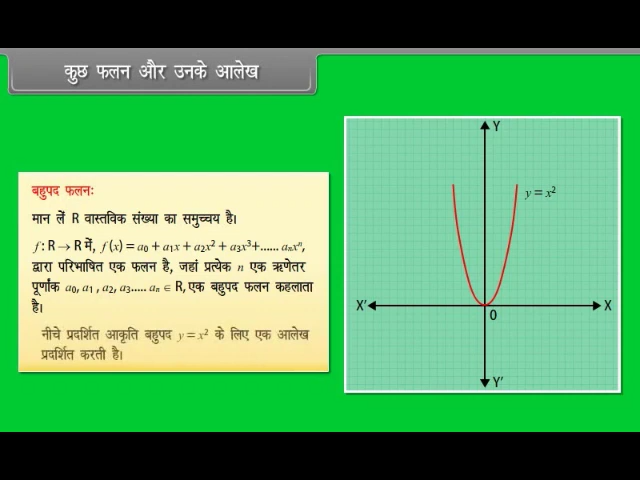 कुछ फलन और उनके आलेख
बहुपद फलनः
मान लें R वास्तविक संख्या का समुच्चय है।
f : R → R में, f (x) = a₀ + a₁x + a₂x² + a₃x³+...... aₙxⁿ,
द्वारा परिभाषित एक फलन है, जहां प्रत्येक n एक ऋणेतर
पूर्णांक a₀, a₁ , a₂, a₃..... aₙ ∈ R, एक बहुपद फलन कहलाता
है।
नीचे प्रदर्शित आकृति बहुपद y = x² के लिए एक आलेख
प्रदर्शित करती है।
Y
y = x²
X′
X
0
Y′